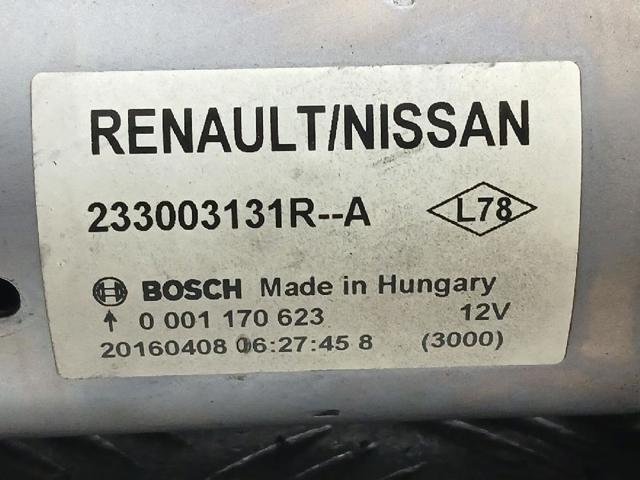 RENAULT/NISSAN
233003131R--A L78
BOSCH Made in Hungary
↑ 0 001 170 623 12V
20160408 06:27:45 8 (3000)